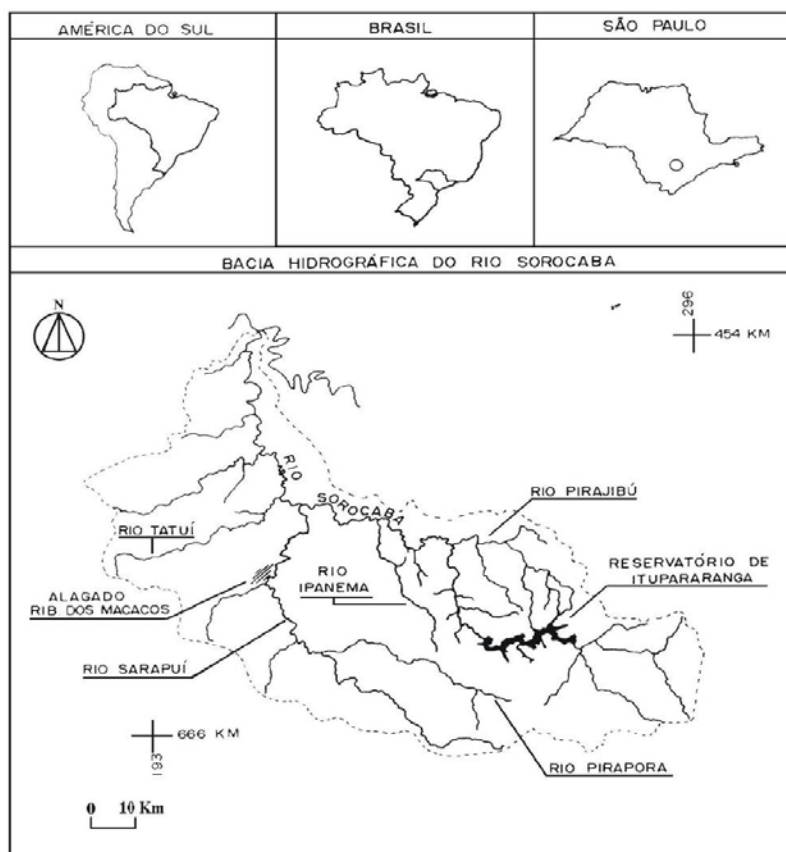 AMÉRICA DO SUL
BRASIL
SÃO PAULO
BACIA HIDROGRÁFICA DO RIO SOROCABA
N
296
454 KM
RIO
SOROCABA
RIO PIRAJIBÚ
RIO TATUÍ
RIO
IPANEMA
RESERVATÓRIO DE
ITUPARARANGA
ALAGADO
RIB. DOS MACACOS
RIO SARAPUÍ
666 KM
193
RIO PIRAPORA
0 10 Km